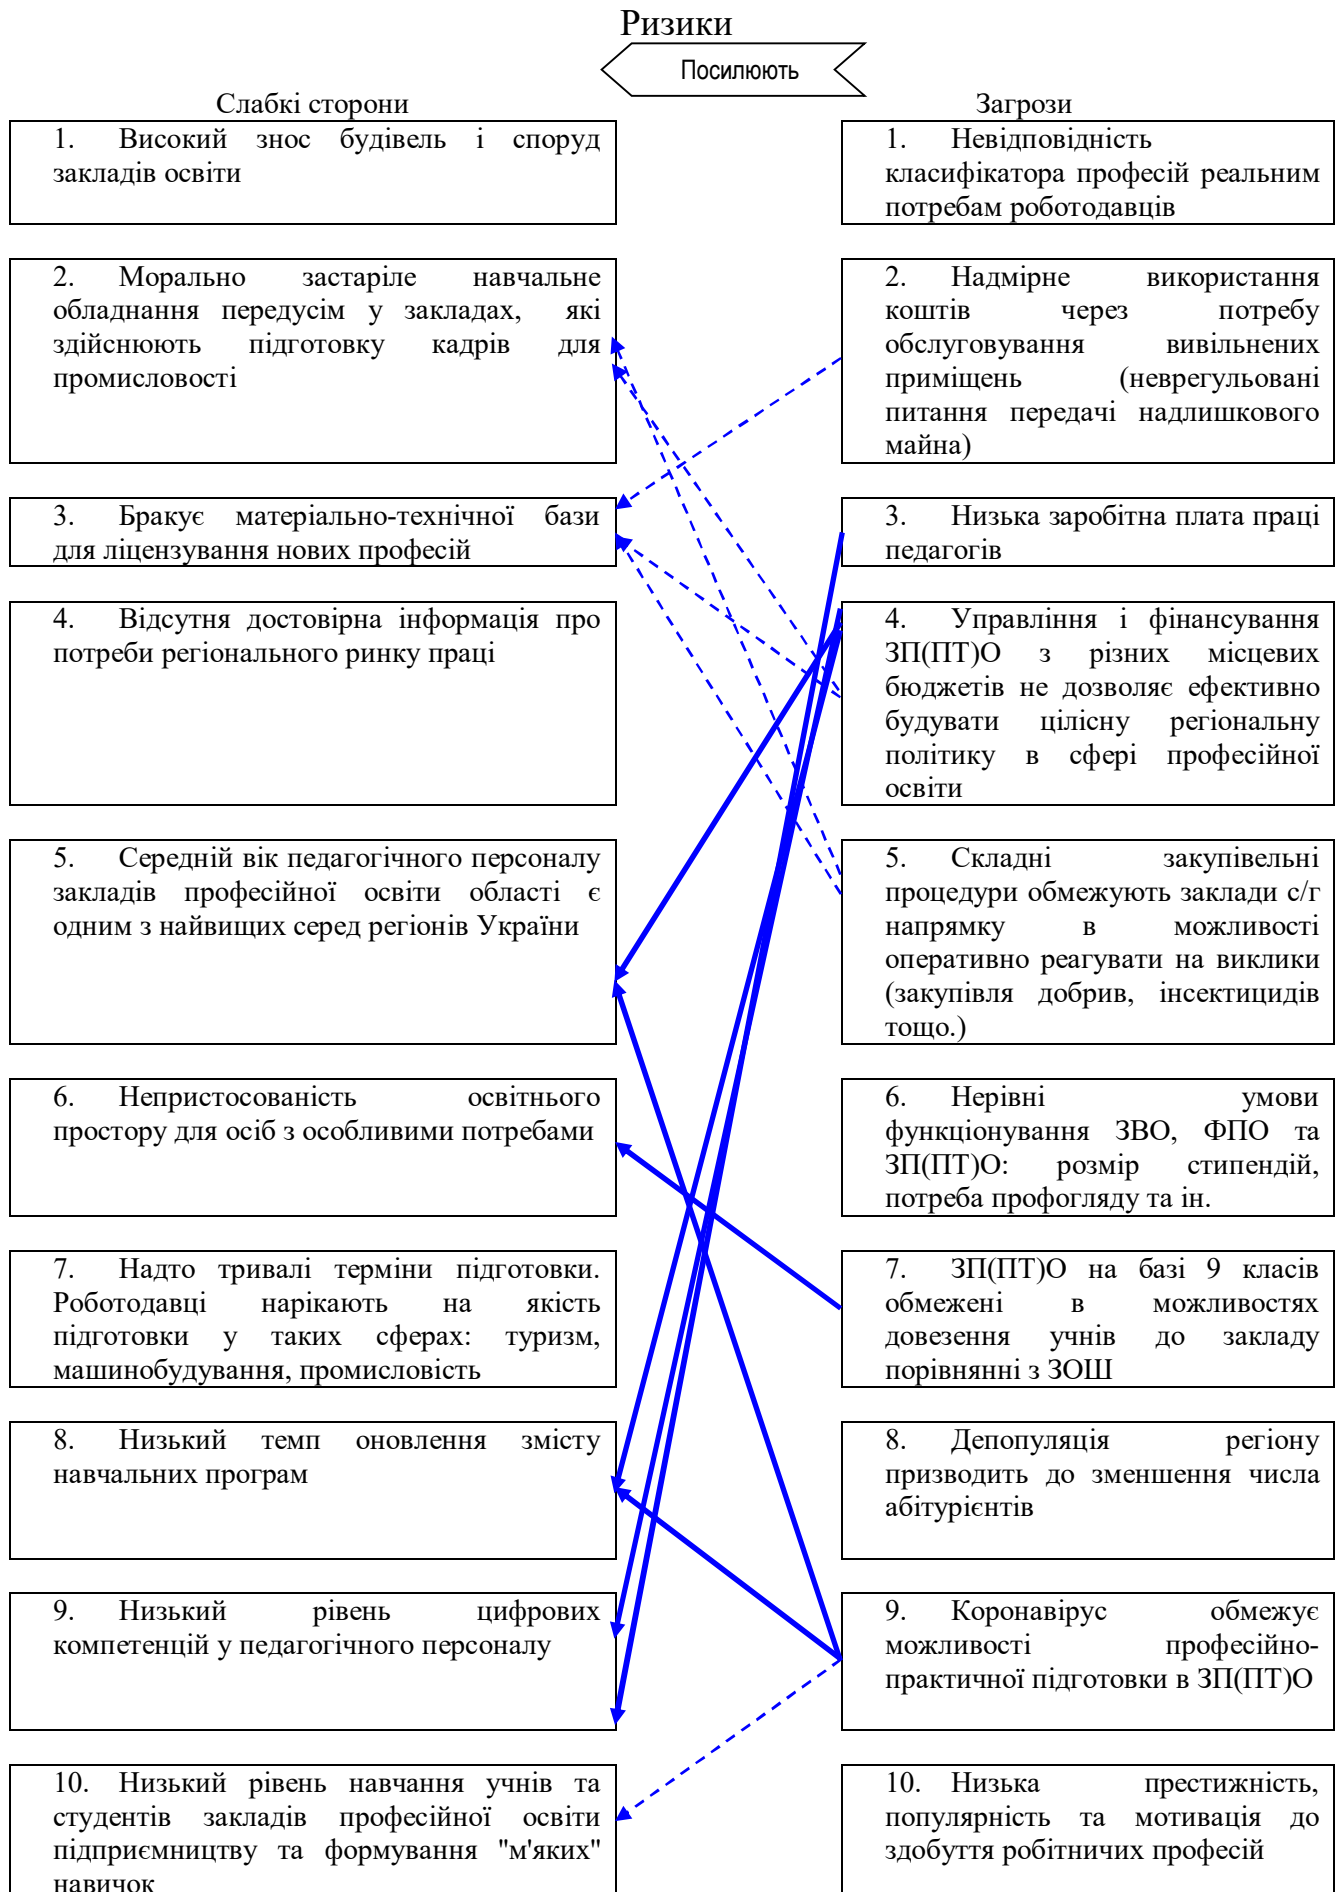 Ризики
Посилюють
Слабкі сторони
1. Високий знос будівель і споруд
закладів освіти
2. Морально застаріле навчальне
обладнання передусім у закладах, які
здійснюють підготовку кадрів для
промисловості
3. Бракує матеріально-технічної бази
для ліцензування нових професій
4. Відсутня достовірна інформація про
потреби регіонального ринку праці
5. Середній вік педагогічного персоналу
закладів професійної освіти області є
одним з найвищих серед регіонів України
6. Непристосованість освітнього
простору для осіб з особливими потребами
7. Надто тривалі терміни підготовки.
Роботодавці нарікають на якість
підготовки у таких сферах: туризм,
машинобудування, промисловість
8. Низький темп оновлення змісту
навчальних програм
9. Низький рівень цифрових
компетенцій у педагогічного персоналу
10. Низький рівень навчання учнів та
студентів закладів професійної освіти
підприємництву та формування "м'яких"
навичок
Загрози
1. Невідповідність
класифікатора професій реальним
потребам роботодавців
2. Надмірне використання
коштів через потребу
обслуговування вивільнених
приміщень (неврегульовані
питання передачі надлишкового
майна)
3. Низька заробітна плата праці
педагогів
4. Управління і фінансування
ЗП(ПТ)О з різних місцевих
бюджетів не дозволяє ефективно
будувати цілісну регіональну
політику в сфері професійної
освіти
5. Складні закупівельні
процедури обмежують заклади с/г
напрямку в можливості
оперативно реагувати на виклики
(закупівля добрив, інсектицидів
тощо.)
6. Нерівні умови
функціонування ЗВО, ФПО та
ЗП(ПТ)О: розмір стипендій,
потреба профогляду та ін.
7. ЗП(ПТ)О на базі 9 класів
обмежені в можливостях
довезення учнів до закладу
порівнянні з ЗОШ
8. Депопуляція регіону
призводить до зменшення числа
абітурієнтів
9. Коронавірус обмежує
можливості професійно-
практичної підготовки в ЗП(ПТ)О
10. Низька престижність,
популярність та мотивація до
здобуття робітничих професій